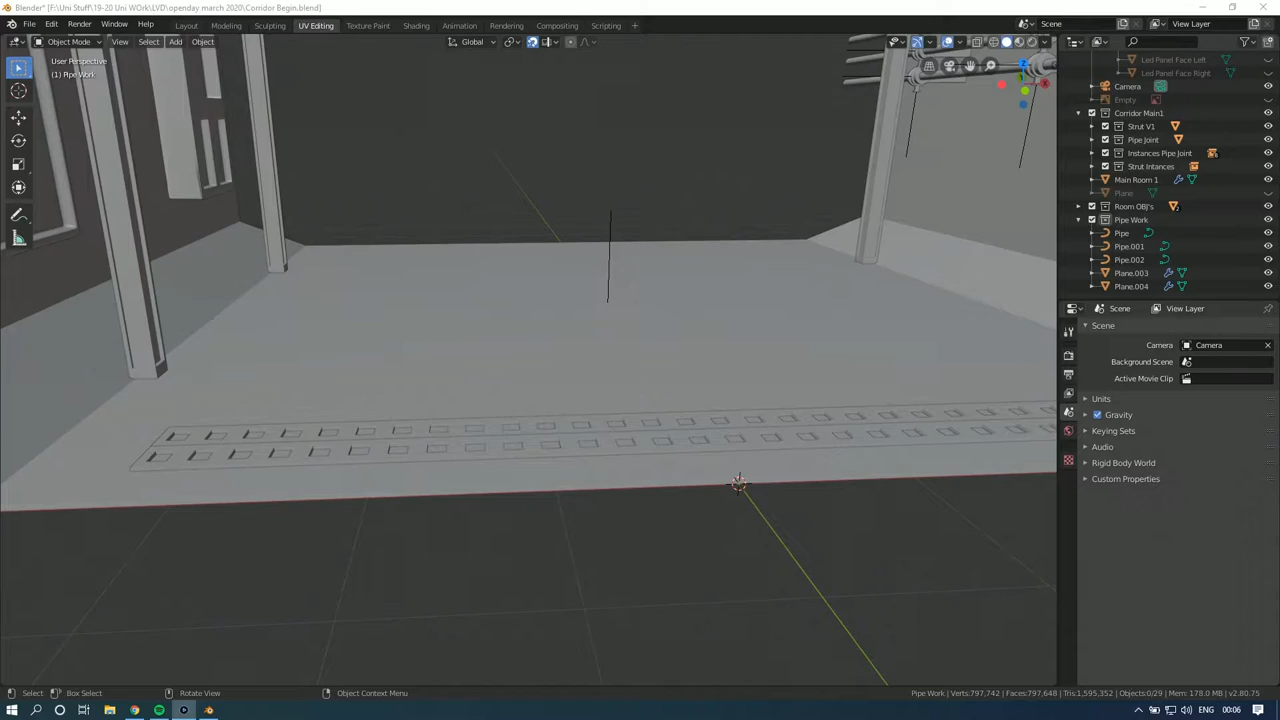 Blender* [F:\Uni Stuff\19-20 Uni WOrk\LVD\openday march 2020\Corridor Begin.blend]
File Edit Render Window Help Layout Modeling Sculpting UV Editing Texture Paint Shading Animation Rendering Compositing Scripting Scene View Layer
Object Mode View Select Add Object Global
User Perspective
(1) Pipe Work
Led Panel Face Left
Led Panel Face Right
Camera
Empty
Corridor Main1
Strut V1
Pipe Joint
Instances Pipe Joint
Strut Intances
Main Room 1
Plane
Room OBJ's
Pipe Work
Pipe
Pipe.001
Pipe.002
Plane.003
Plane.004
Scene View Layer
Scene
Camera Camera
Background Scene
Active Movie Clip
Units
Gravity
Keying Sets
Audio
Rigid Body World
Custom Properties
Select Box Select Rotate View Object Context Menu Pipe Work | Verts:797,742 | Faces:797,648 | Tris:1,595,352 | Objects:0/29 | Mem: 178.0 MB | v2.80.75
ENG 00:06